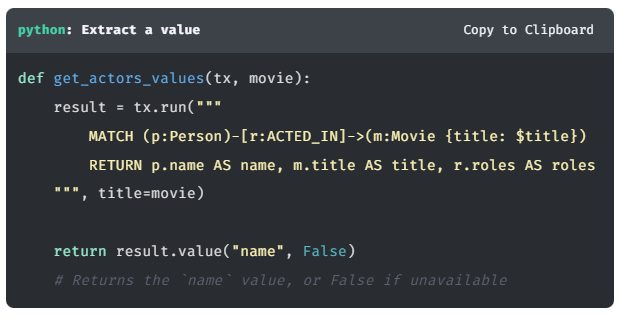 python: Extract a value
Copy to Clipboard
def get_actors_values(tx, movie):
    result = tx.run("""
        MATCH (p:Person)-[r:ACTED_IN]->(m:Movie {title: $title})
        RETURN p.name AS name, m.title AS title, r.roles AS roles
    """, title=movie)

    return result.value("name", False)
    # Returns the `name` value, or False if unavailable